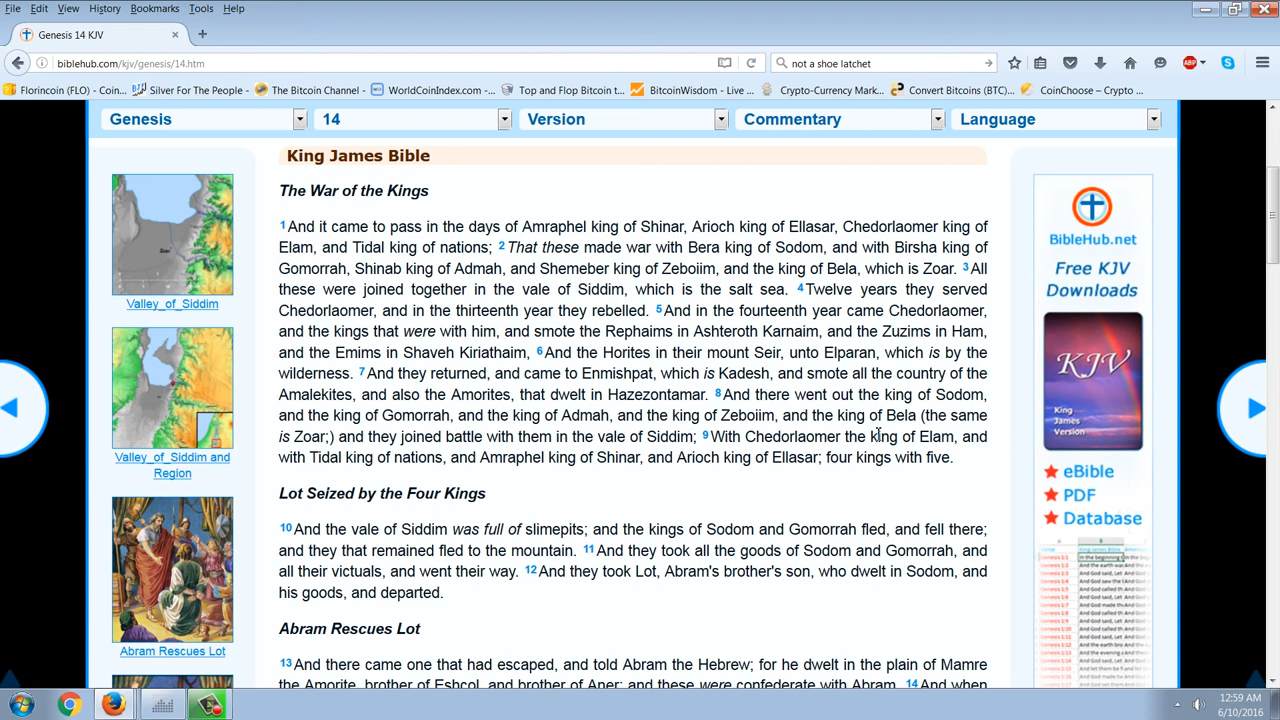 File Edit View History Bookmarks Tools Help
Genesis 14 KJV
biblehub.com/kjv/genesis/14.htm
not a shoe latchet
Florincoin (FLO) - Coin...
Silver For The People - ...
The Bitcoin Channel - ...
WorldCoinIndex.com -...
Top and Flop Bitcoin t...
BitcoinWisdom - Live ...
Crypto-Currency Mark...
Convert Bitcoins (BTC)...
CoinChoose – Crypto ...
Genesis 14 Version Commentary Language
King James Bible
The War of the Kings
1And it came to pass in the days of Amraphel king of Shinar, Arioch king of Ellasar, Chedorlaomer king of
Elam, and Tidal king of nations; 2That these made war with Bera king of Sodom, and with Birsha king of
Gomorrah, Shinab king of Admah, and Shemeber king of Zeboiim, and the king of Bela, which is Zoar. 3All
these were joined together in the vale of Siddim, which is the salt sea. 4Twelve years they served
Chedorlaomer, and in the thirteenth year they rebelled. 5And in the fourteenth year came Chedorlaomer,
and the kings that were with him, and smote the Rephaims in Ashteroth Karnaim, and the Zuzims in Ham,
and the Emims in Shaveh Kiriathaim, 6And the Horites in their mount Seir, unto Elparan, which is by the
wilderness. 7And they returned, and came to Enmishpat, which is Kadesh, and smote all the country of the
Amalekites, and also the Amorites, that dwelt in Hazezontamar. 8And there went out the king of Sodom,
and the king of Gomorrah, and the king of Admah, and the king of Zeboiim, and the king of Bela (the same
is Zoar;) and they joined battle with them in the vale of Siddim; 9With Chedorlaomer the king of Elam, and
with Tidal king of nations, and Amraphel king of Shinar, and Arioch king of Ellasar; four kings with five.
Lot Seized by the Four Kings
10And the vale of Siddim was full of slimepits; and the kings of Sodom and Gomorrah fled, and fell there;
and they that remained fled to the mountain. 11And they took all the goods of Sodom and Gomorrah, and
all their victuals, and went their way. 12And they took Lot, Abram's brother's son, who dwelt in Sodom, and
his goods, and departed.
Abram Rescues Lot
13And there came one that had escaped, and told Abram the Hebrew; for he dwelt in the plain of Mamre
Valley_of_Siddim
Valley_of_Siddim and
Region
Abram Rescues Lot
BibleHub.net
Free KJV
Downloads
KJV
King
James
Version
eBible
PDF
Database
12:59 AM
6/10/2016